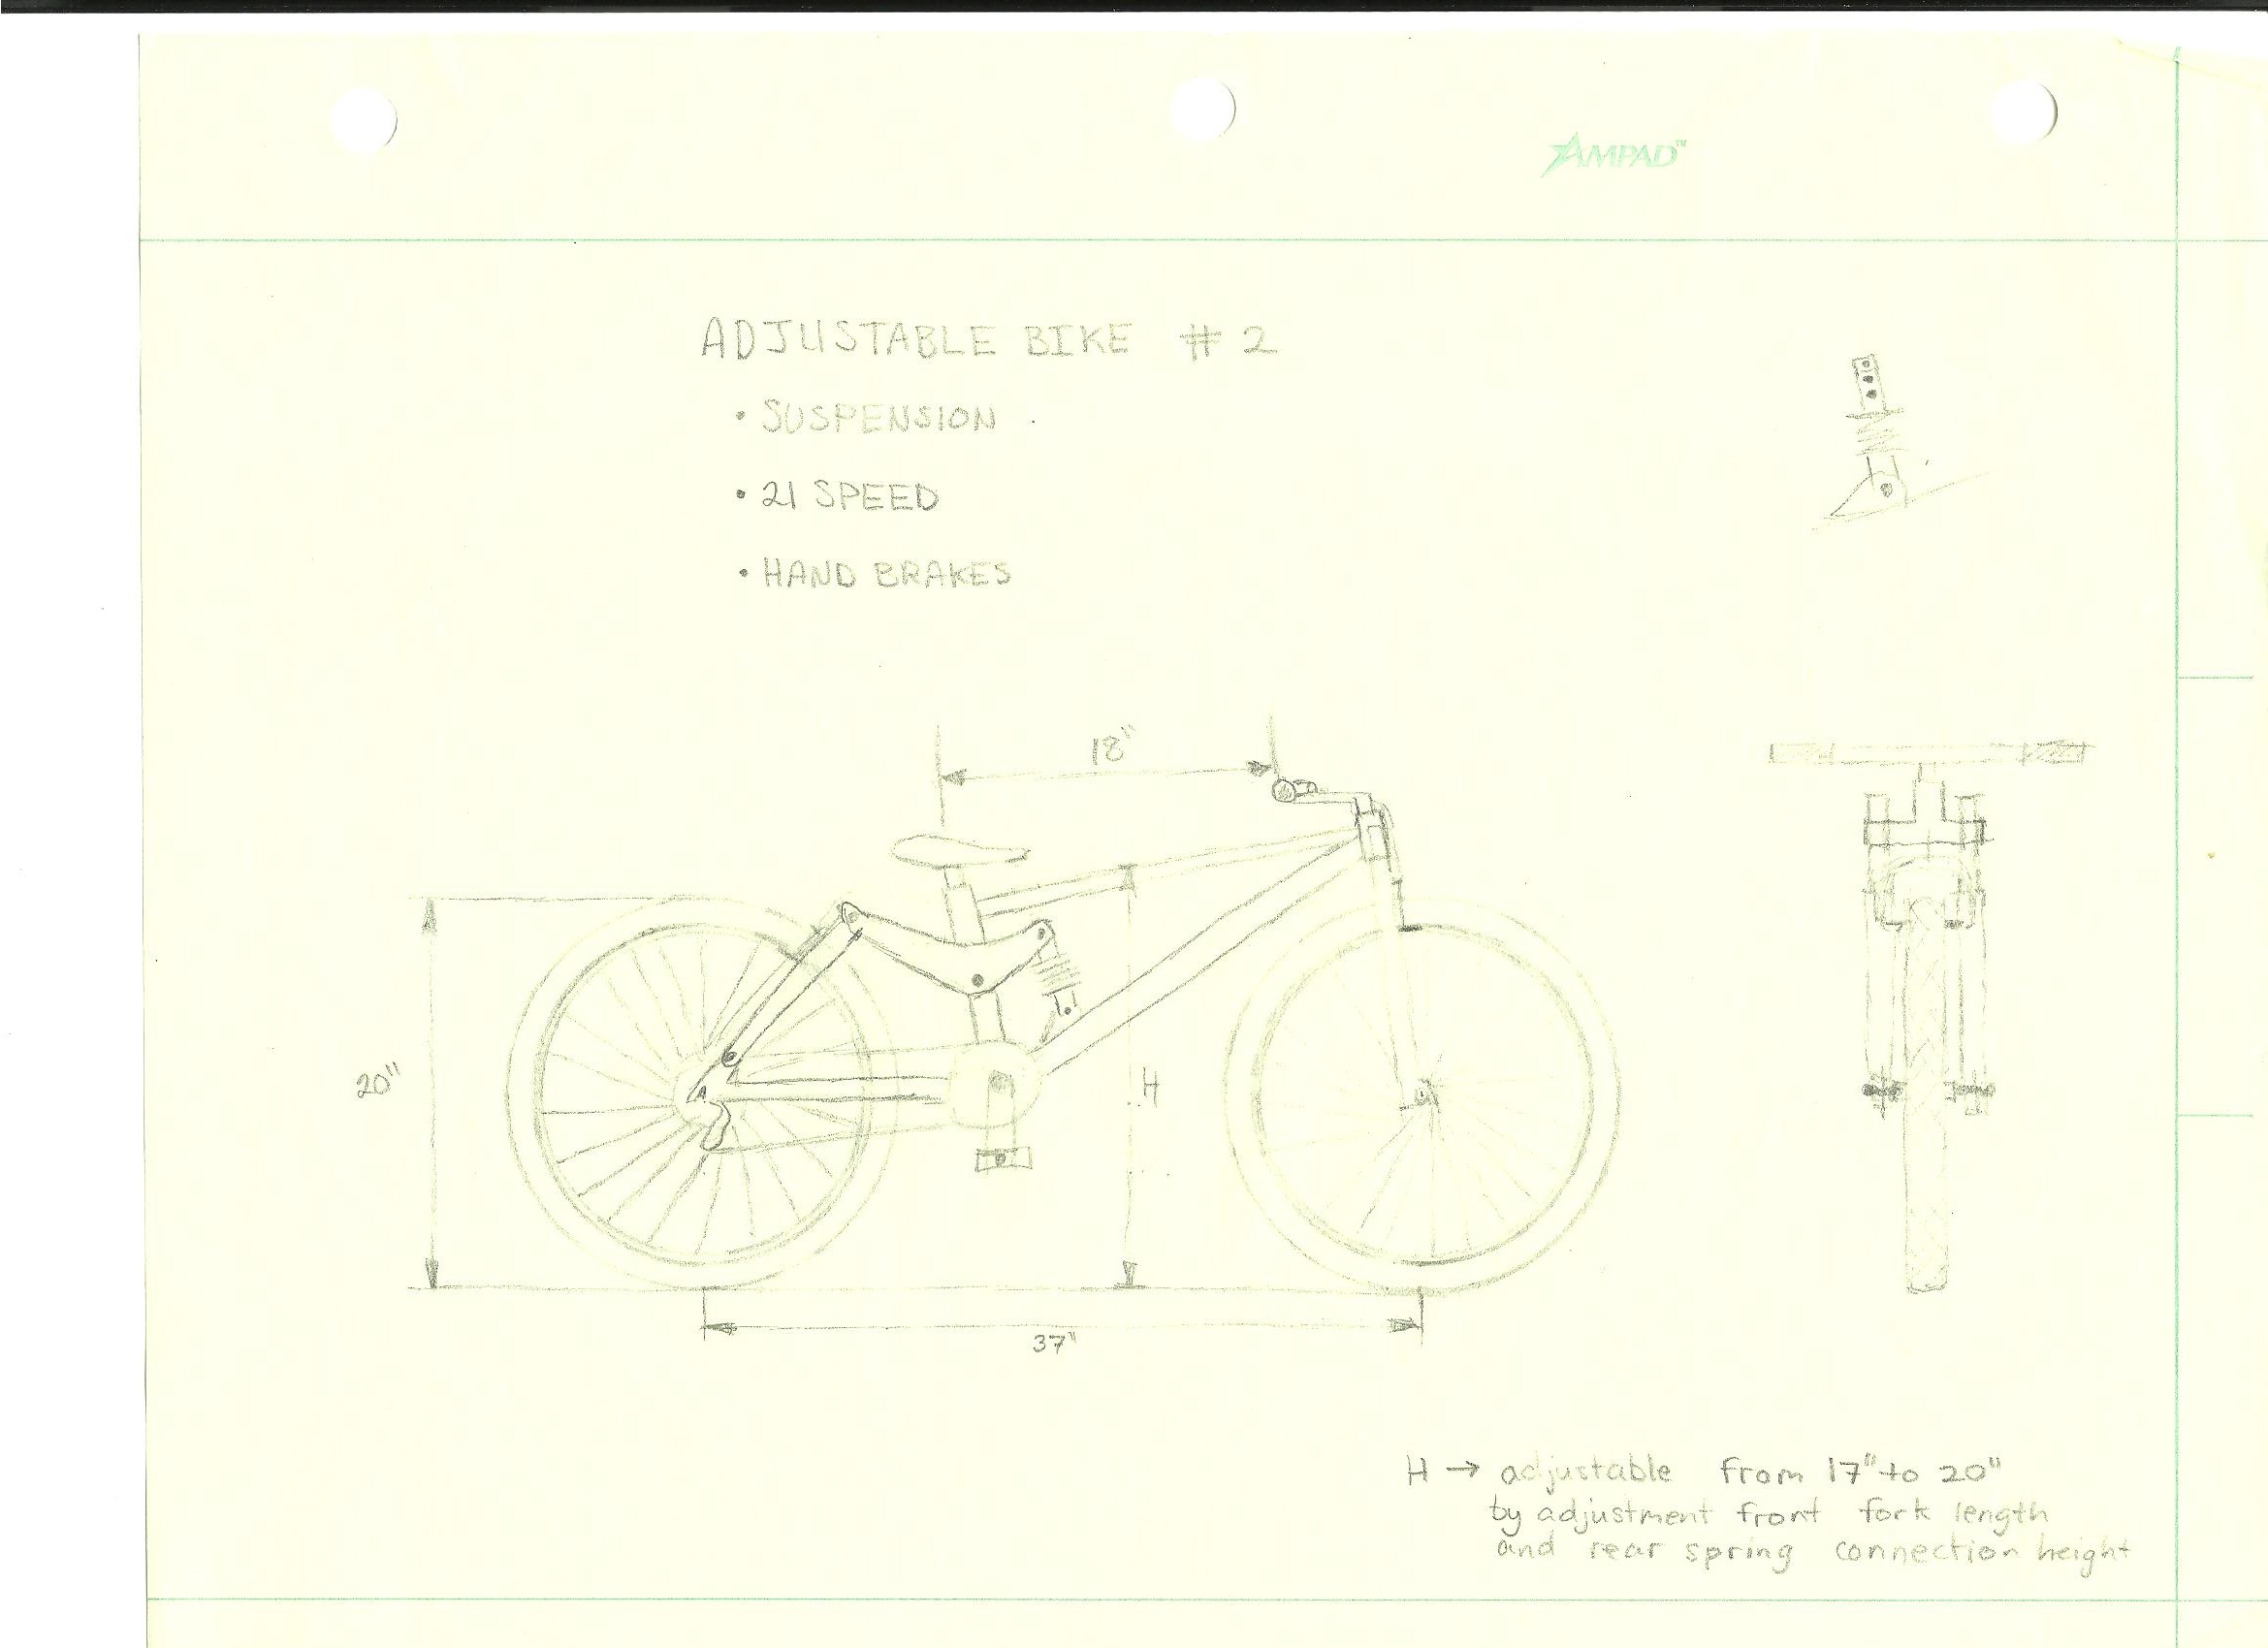 AMPAD™
ADJUSTABLE BIKE # 2
• SUSPENSION
• 21 SPEED
• HAND BRAKES
18"
20"
H
37"
H → adjustable from 17" to 20"
by adjustment front fork length
and rear spring connection height